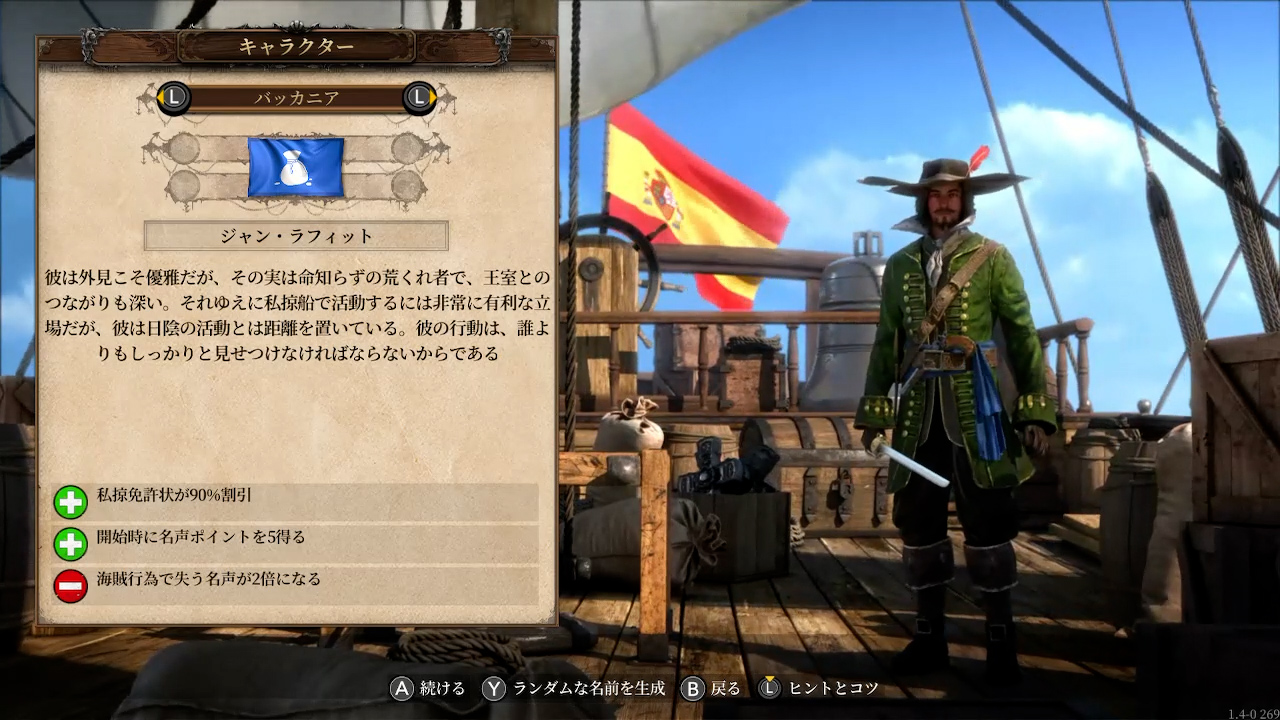 キャラクター
L
バッカニア
L
ジャン・ラフィット
彼は外見こそ優雅だが、その実は命知らずの荒くれ者で、王室との
つながりも深い。それゆえに私掠船で活動するには非常に有利な立
場だが、彼は日陰の活動とは距離を置いている。彼の行動は、誰よ
りもしっかりと見せつけなければならないからである
私掠免許状が90%割引
開始時に名声ポイントを5得る
海賊行為で失う名声が2倍になる
A 続ける Y ランダムな名前を生成 B 戻る L ヒントとコツ
1.4-0 269